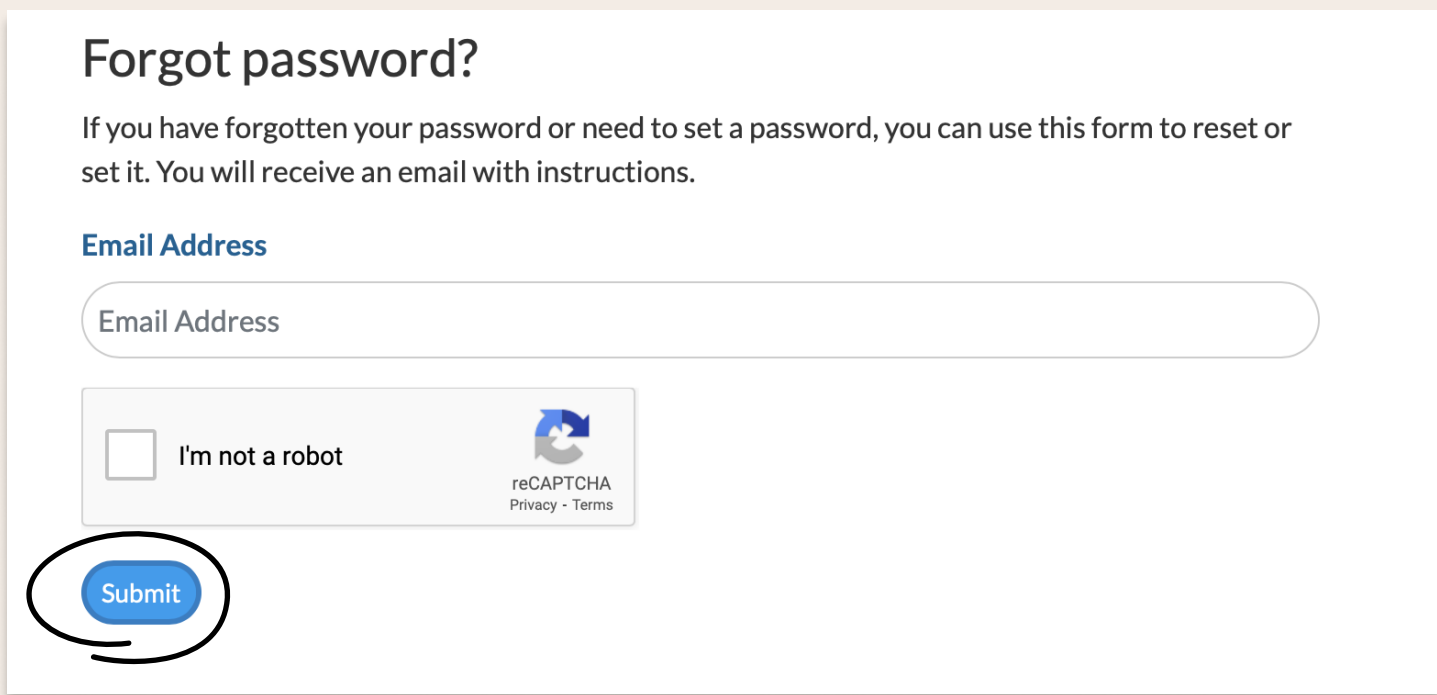 Forgot password?
If you have forgotten your password or need to set a password, you can use this form to reset or
set it. You will receive an email with instructions.
Email Address
Email Address
I'm not a robot
reCAPTCHA
Privacy - Terms
Submit